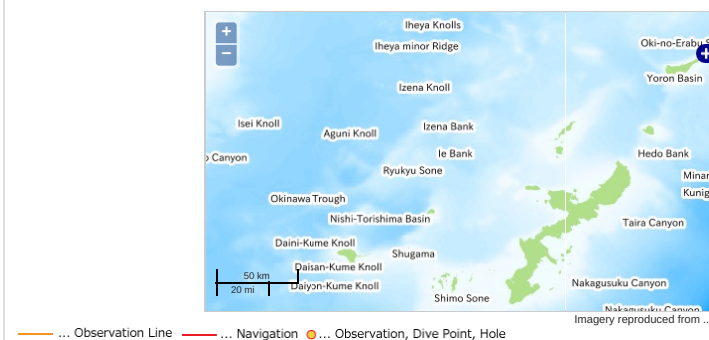 Iheya Knolls
+
Oki-no-Erabu
Iheya minor Ridge
−
Yoron Basin
Izena Knoll
Isei Knoll
Izena Bank
Aguni Knoll
Ie Bank
Hedo Bank
Canyon
Ryukyu Sone
Okinawa Trough
Nishi-Torishima Basin
Taira Canyon
Daini-Kume Knoll
Shugama
Daisan-Kume Knoll
50 km
Daiyon-Kume Knoll
20 mi
Nakagusuku Canyon
Shimo Sone
Nakagusuku Canyon
Imagery reproduced from ..
... Observation Line ... Navigation ... Observation, Dive Point, Hole